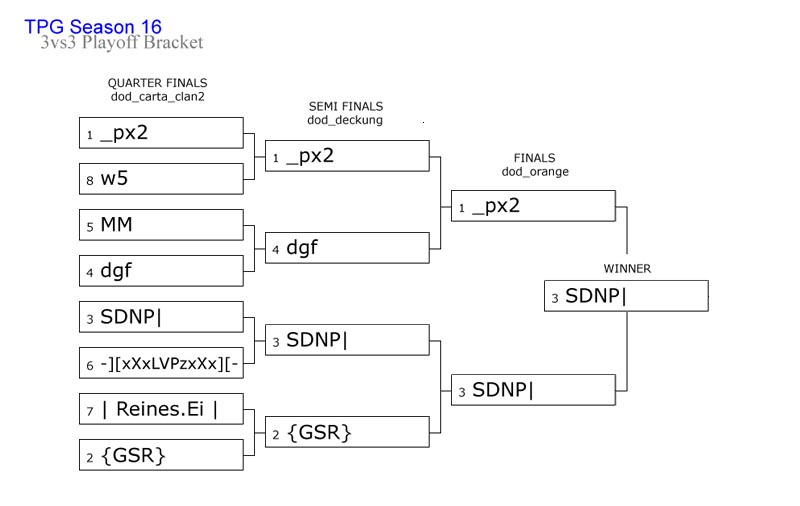 TPG Season 16
3vs3 Playoff Bracket
QUARTER FINALS
dod_carta_clan2
1 _px2
8 w5
5 MM
4 dgf
3 SDNP|
6 -][xXxLVPzxXx][-
7 | Reines.Ei |
2 {GSR}
SEMI FINALS
dod_deckung
1 _px2
4 dgf
3 SDNP|
2 {GSR}
FINALS
dod_orange
1 _px2
3 SDNP|
WINNER
3 SDNP|